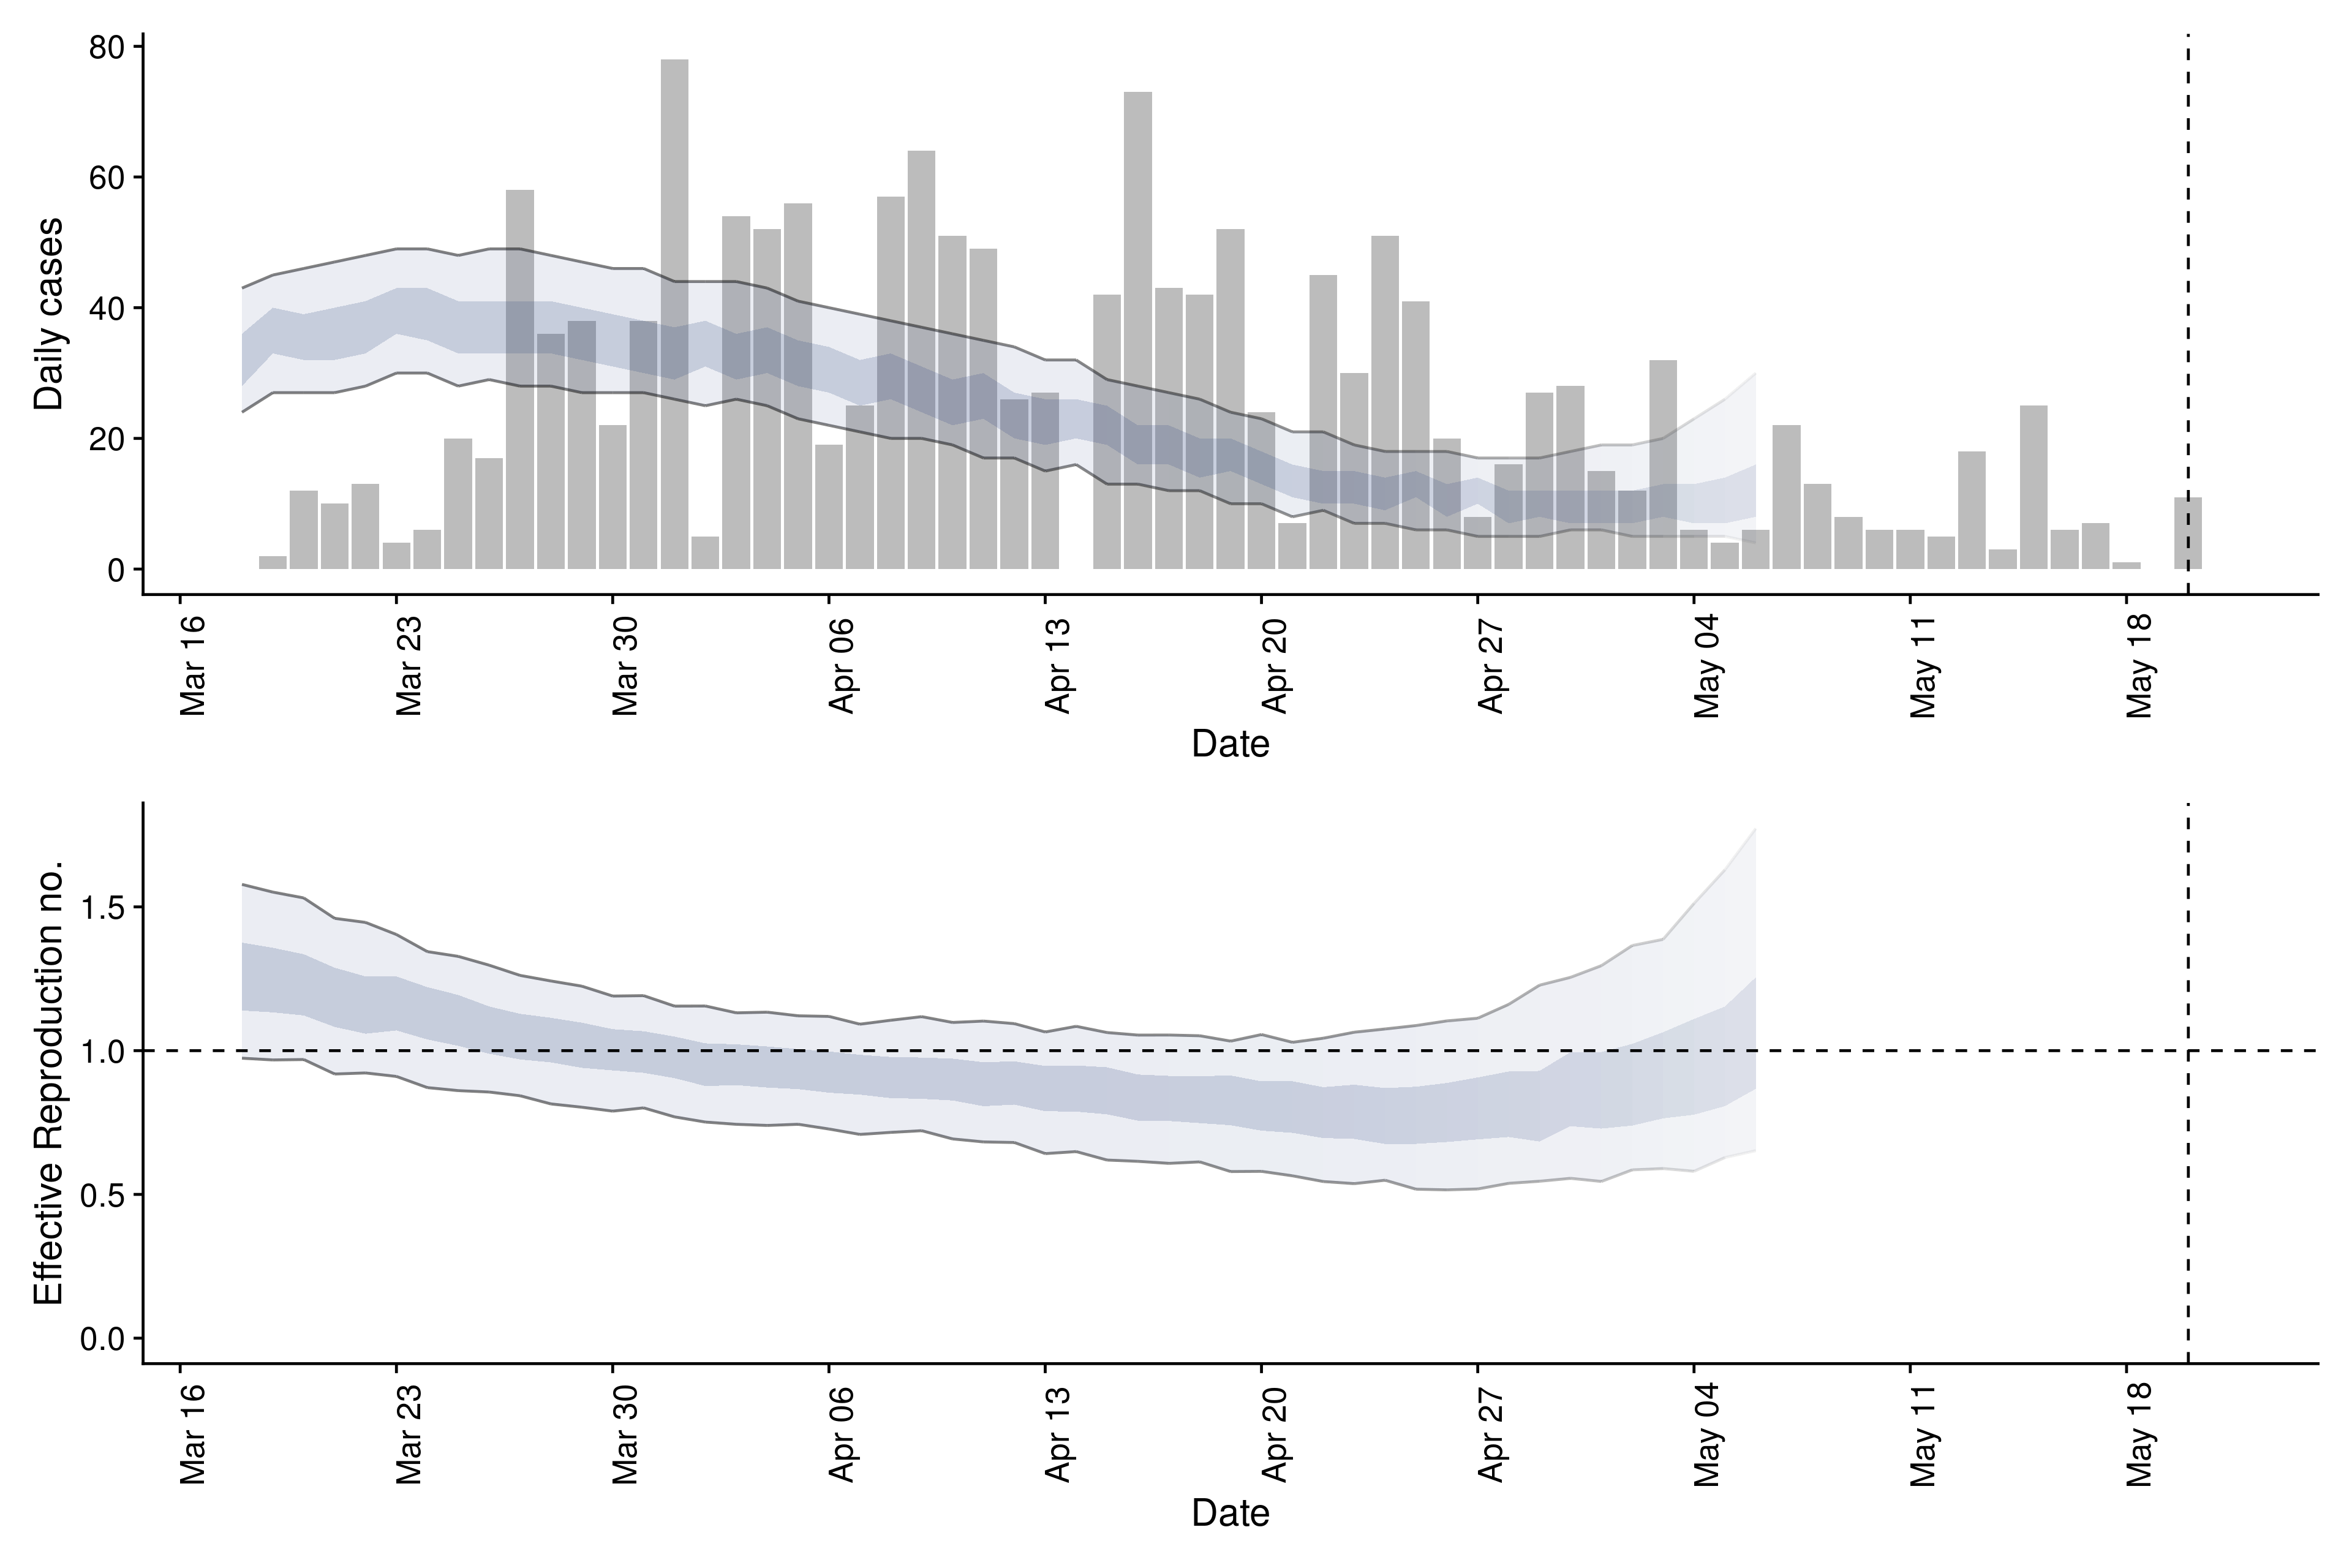 Daily cases
80
60
40
20
0
Mar 16
Mar 23
Mar 30
Apr 06
Apr 13
Apr 20
Apr 27
May 04
May 11
May 18
Date
Effective Reproduction no.
1.5
1.0
0.5
0.0
Mar 16
Mar 23
Mar 30
Apr 06
Apr 13
Apr 20
Apr 27
May 04
May 11
May 18
Date